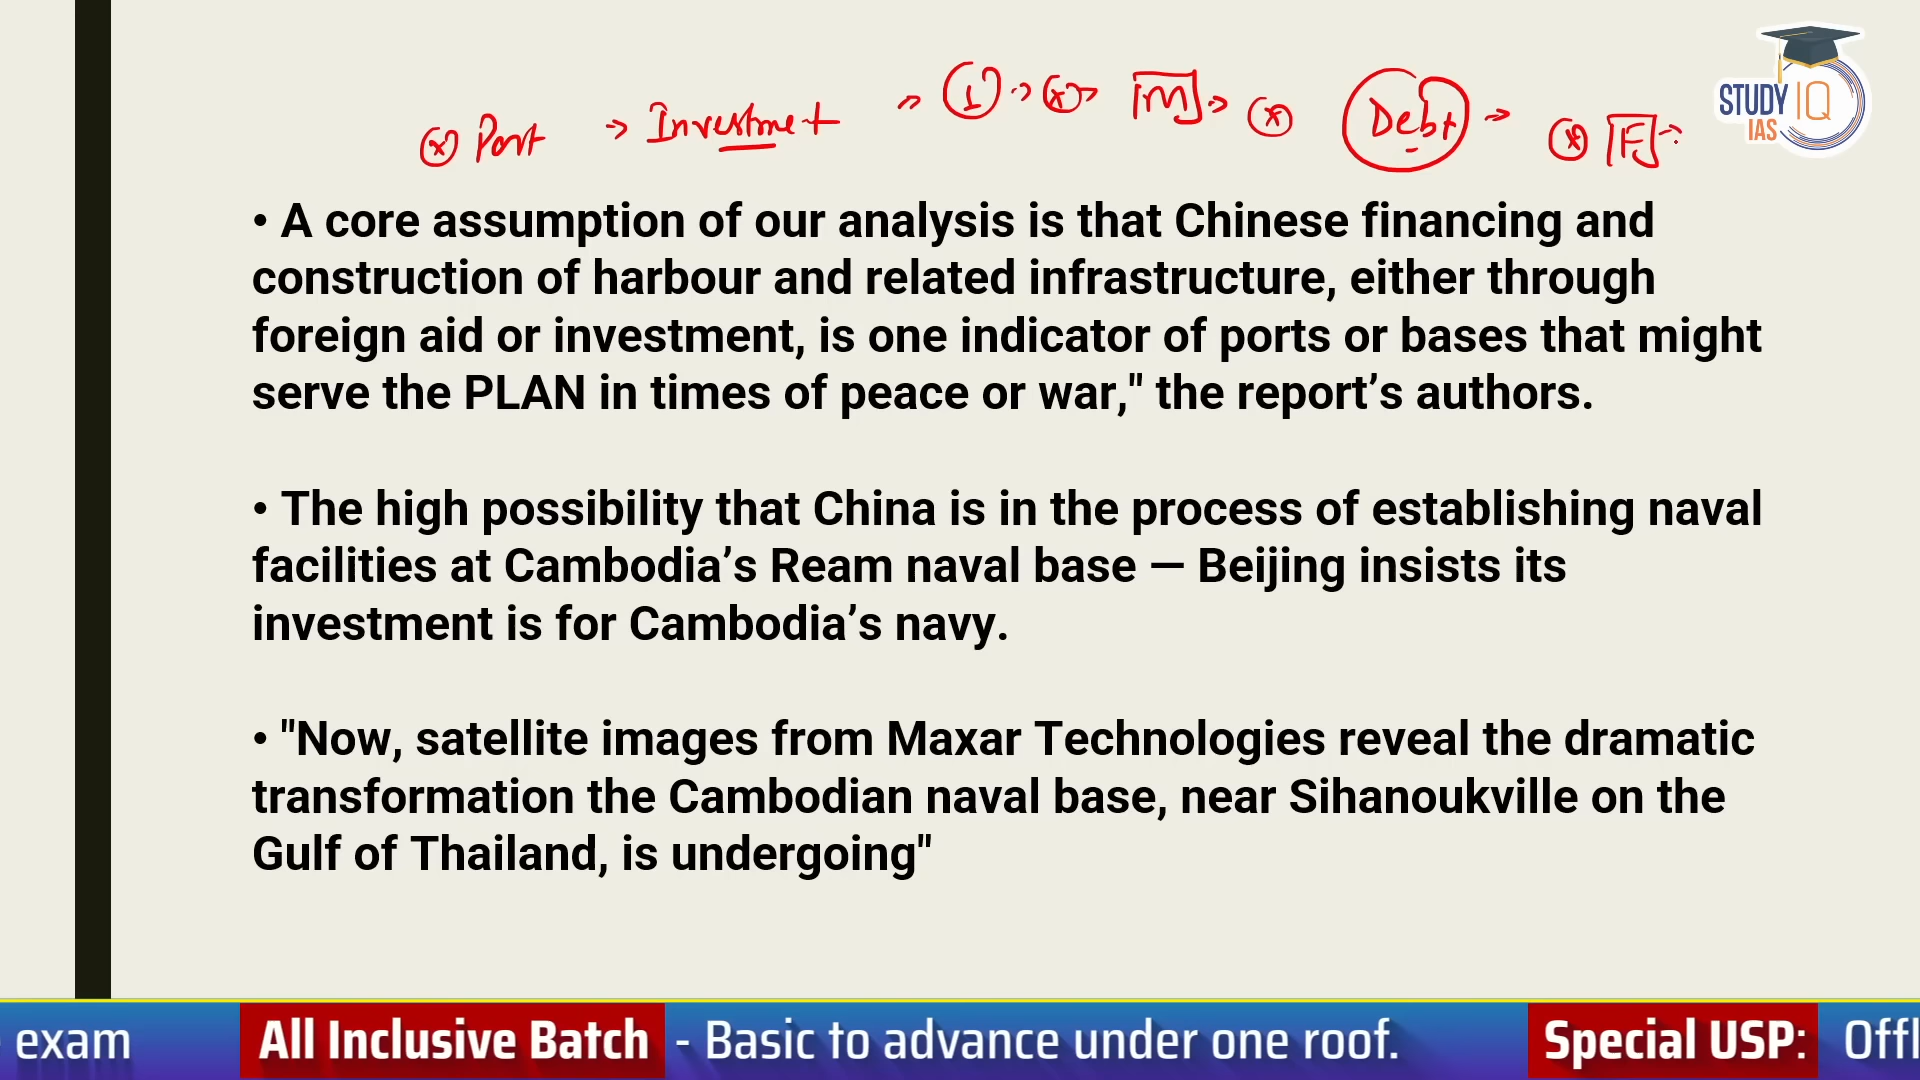 STUDY IQ
IAS
Port → Investment → I → x → M → x Debt → x F →
• A core assumption of our analysis is that Chinese financing and
construction of harbour and related infrastructure, either through
foreign aid or investment, is one indicator of ports or bases that might
serve the PLAN in times of peace or war," the report’s authors.
• The high possibility that China is in the process of establishing naval
facilities at Cambodia’s Ream naval base — Beijing insists its
investment is for Cambodia’s navy.
• "Now, satellite images from Maxar Technologies reveal the dramatic
transformation the Cambodian naval base, near Sihanoukville on the
Gulf of Thailand, is undergoing"
exam All Inclusive Batch - Basic to advance under one roof. Special USP: Offl